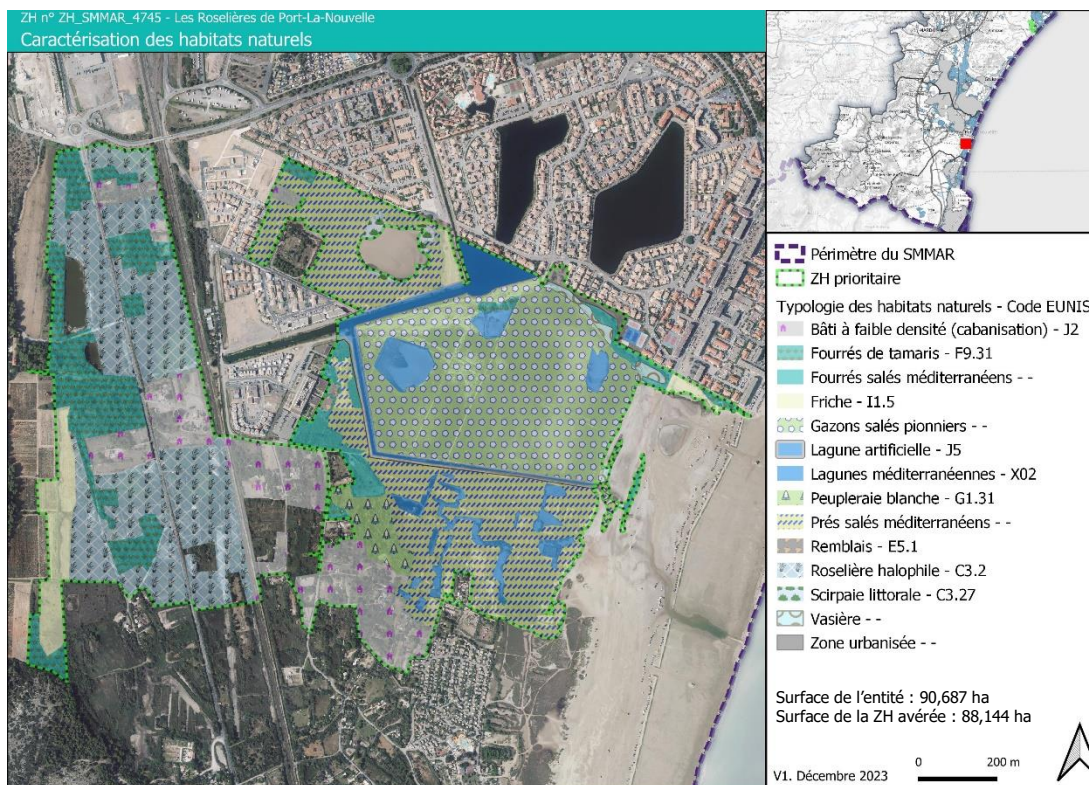 ZH n° ZH_SMMAR_4745 - Les Roselières de Port-La-Nouvelle
Caractérisation des habitats naturels
Périmètre du SMMAR
ZH prioritaire
Typologie des habitats naturels - Code EUNIS
Bâti à faible densité (cabanisation) - J2
Fourrés de tamaris - F9.31
Fourrés salés méditerranéens - -
Friche - I1.5
Gazons salés pionniers - -
Lagune artificielle - J5
Lagunes méditerranéennes - X02
Peupleraie blanche - G1.31
Prés salés méditerranéens - -
Remblais - E5.1
Roselière halophile - C3.2
Scirpaie littorale - C3.27
Vasière - -
Zone urbanisée - -
Surface de l'entité : 90,687 ha
Surface de la ZH avérée : 88,144 ha
V1. Décembre 2023
0 200 m